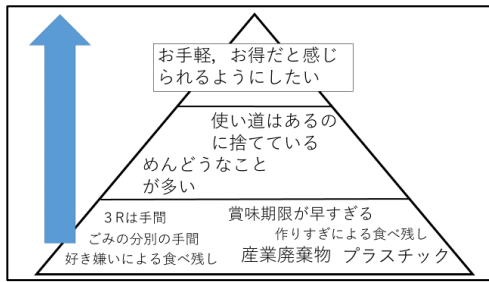 お手軽，お得だと感じ
られるようにしたい
使い道はあるの
に捨てている
めんどうなこと
が多い
３Rは手間
賞味期限が早すぎる
ごみの分別の手間
作りすぎによる食べ残し
好き嫌いによる食べ残し
産業廃棄物
プラスチック